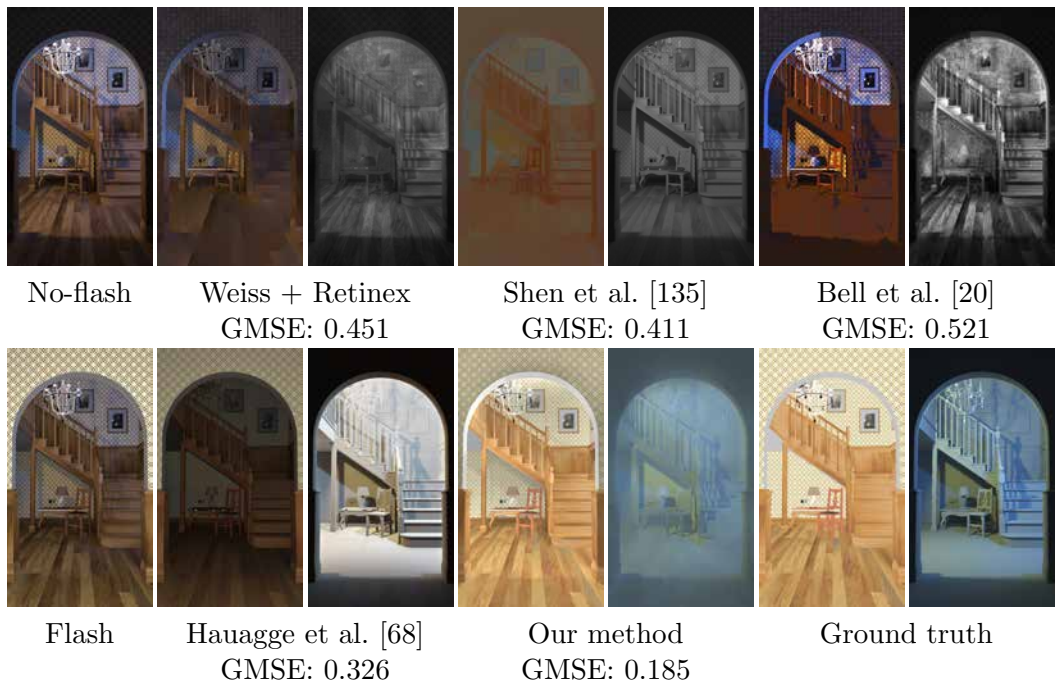 No-flash
Weiss + Retinex
GMSE: 0.451
Shen et al. [135]
GMSE: 0.411
Bell et al. [20]
GMSE: 0.521
Flash
Hauagge et al. [68]
GMSE: 0.326
Our method
GMSE: 0.185
Ground truth